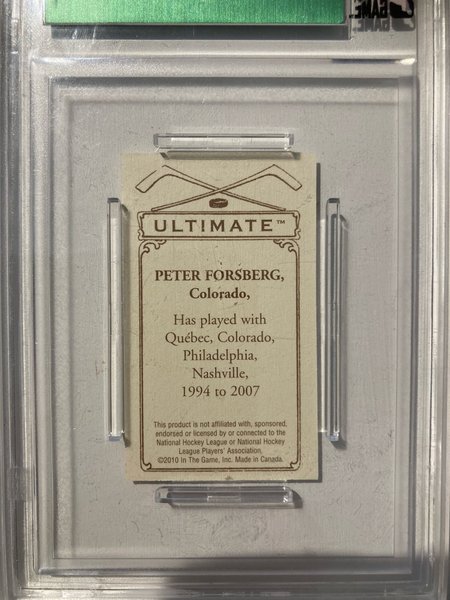 GAME
ULTIMATE™
PETER FORSBERG,
Colorado,
Has played with
Québec, Colorado,
Philadelphia,
Nashville,
1994 to 2007
This product is not affiliated with, sponsored,
endorsed or licensed by or connected to the
National Hockey League or National Hockey
League Players' Association.
©2010 In The Game, Inc. Made in Canada.